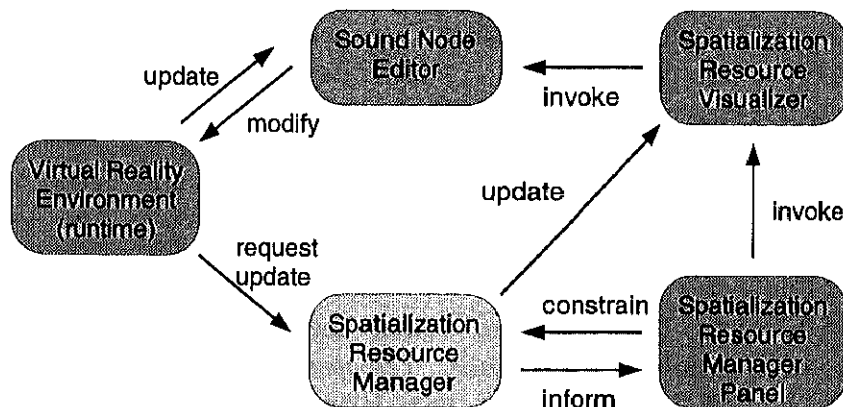 Sound Node
Editor
Spatialization
Resource
Visualizer
update
invoke
modify
Virtual Reality
Environment
(runtime)
update
invoke
request
update
constrain
Spatialization
Resource
Manager
Spatialization
Resource
Manager
Panel
inform